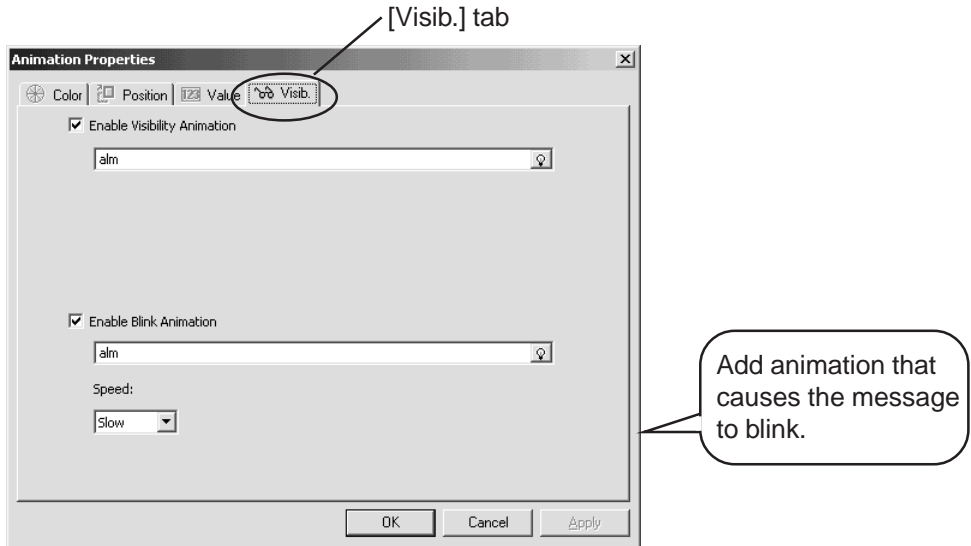 [Visib.] tab
Animation Properties
Color
Position
123 Value
Visib.
Enable Visibility Animation
alm
Enable Blink Animation
alm
Speed:
Slow
Add animation that
causes the message
to blink.
OK Cancel Apply